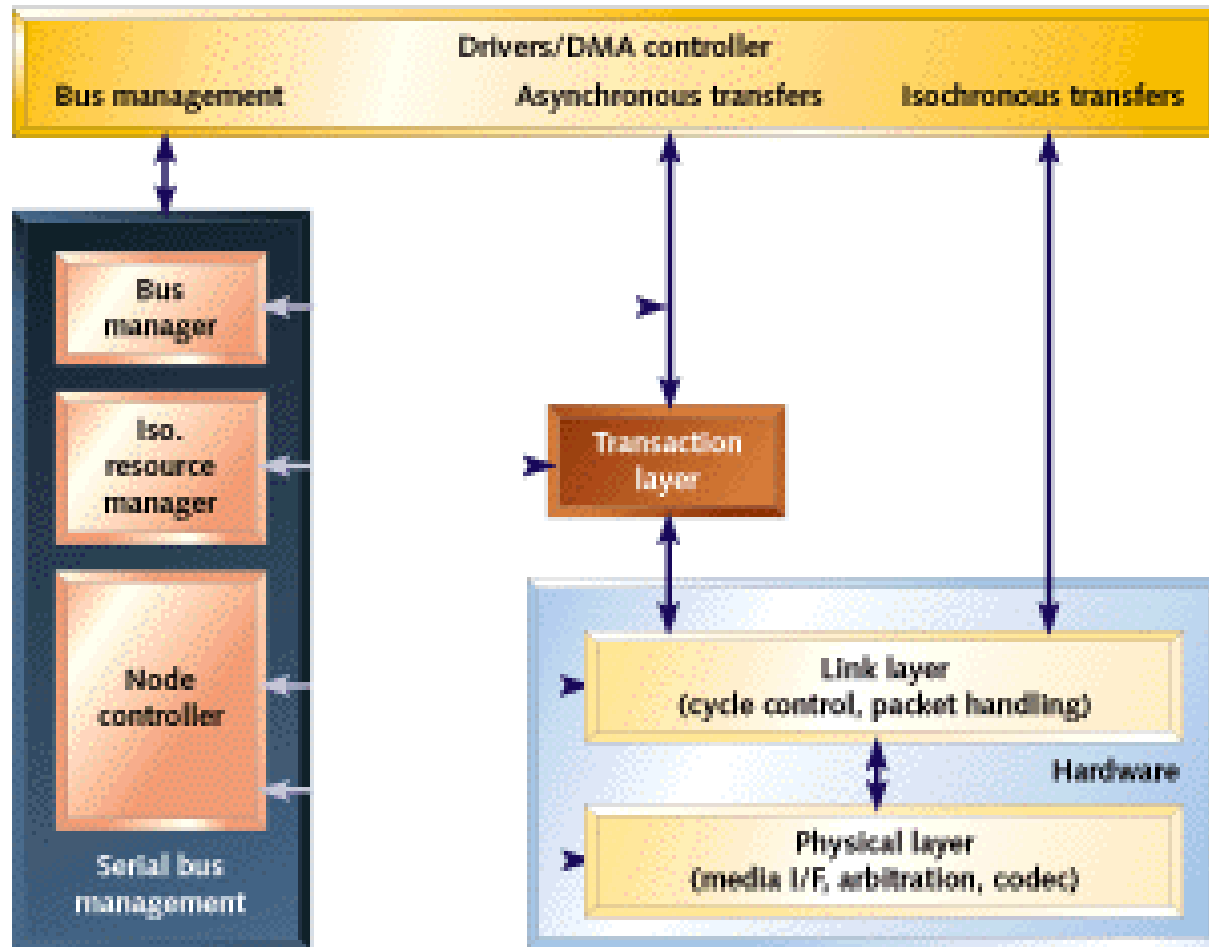 Drivers/DMA controller
Bus management
Asynchronous transfers
Isochronous transfers
Bus
manager
Iso.
resource
manager
Node
controller
Serial bus
management
Transaction
layer
Link layer
(cycle control, packet handling)
Hardware
Physical layer
(media I/F, arbitration, codec)